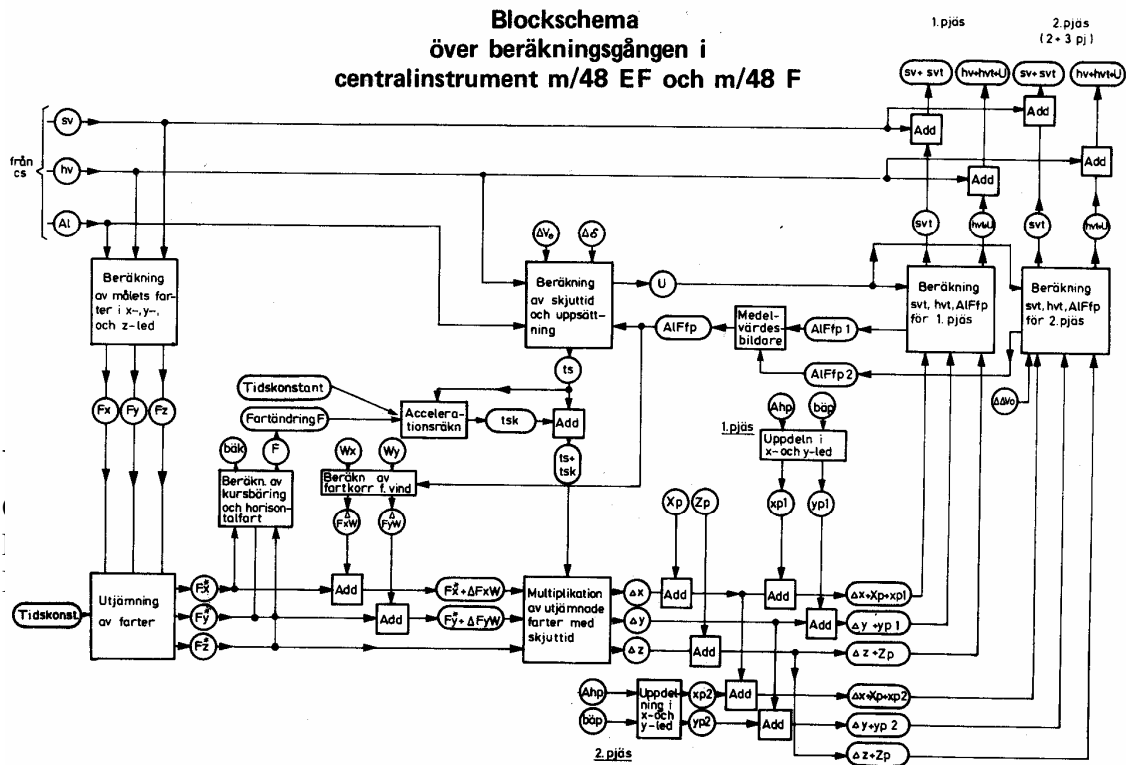 Blockschema
över beräkningsgången i
centralinstrument m/48 EF och m/48 F
1. pjäs
2. pjäs
(2+3 pj)
sv+ svt
hv+hvt+U
sv+ svt
hv+hvt+U
Add
Add
Add
Add
från
cs
sv
hv
Al
svt
hvt+U
svt
hvt+U
ΔVo
Δδ
Beräkning
av målets far-
ter i x-, y-,
och z-led
Beräkning
av skjuttid
och uppsätt-
ning
U
Beräkning
svt, hvt, AlFfp
för 1. pjäs
Beräkning
svt, hvt, AlFfp
för 2. pjäs
AlFfp
Medel-
värdes-
bildare
AlFfp 1
AlFfp 2
ΔΔVo
ts
Tidskonstant
Fartändring F
Accelera-
tionsräkn
tsk
Add
ts+
tsk
Fx
Fy
Fz
bäk
F
Wx
Wy
Beräkn. av
kursbäring
och horison-
talfart
Beräkn av
fartkorr f. vind
ΔFxW
ΔFyW
1. pjäs
Ahp
bäp
Uppdeln i
x- och y-led
xp1
yp1
Xp
Zp
Tidskonst.
Utjämning
av farter
Fx*
Fy*
Fz*
Add
Add
Fx*+ΔFxW
Fy*+ΔFyW
Multiplikation
av utjämnade
farter med
skjuttid
Δx
Δy
Δz
Add
Add
Add
Add
Δx+Xp+xp1
Δy +yp 1
Δz+Zp
Ahp
bäp
Uppdel-
ning i
x-och
y-led
xp2
yp2
Add
Add
Δx+Xp+xp2
Δy+yp 2
Δz+Zp
2. pjäs